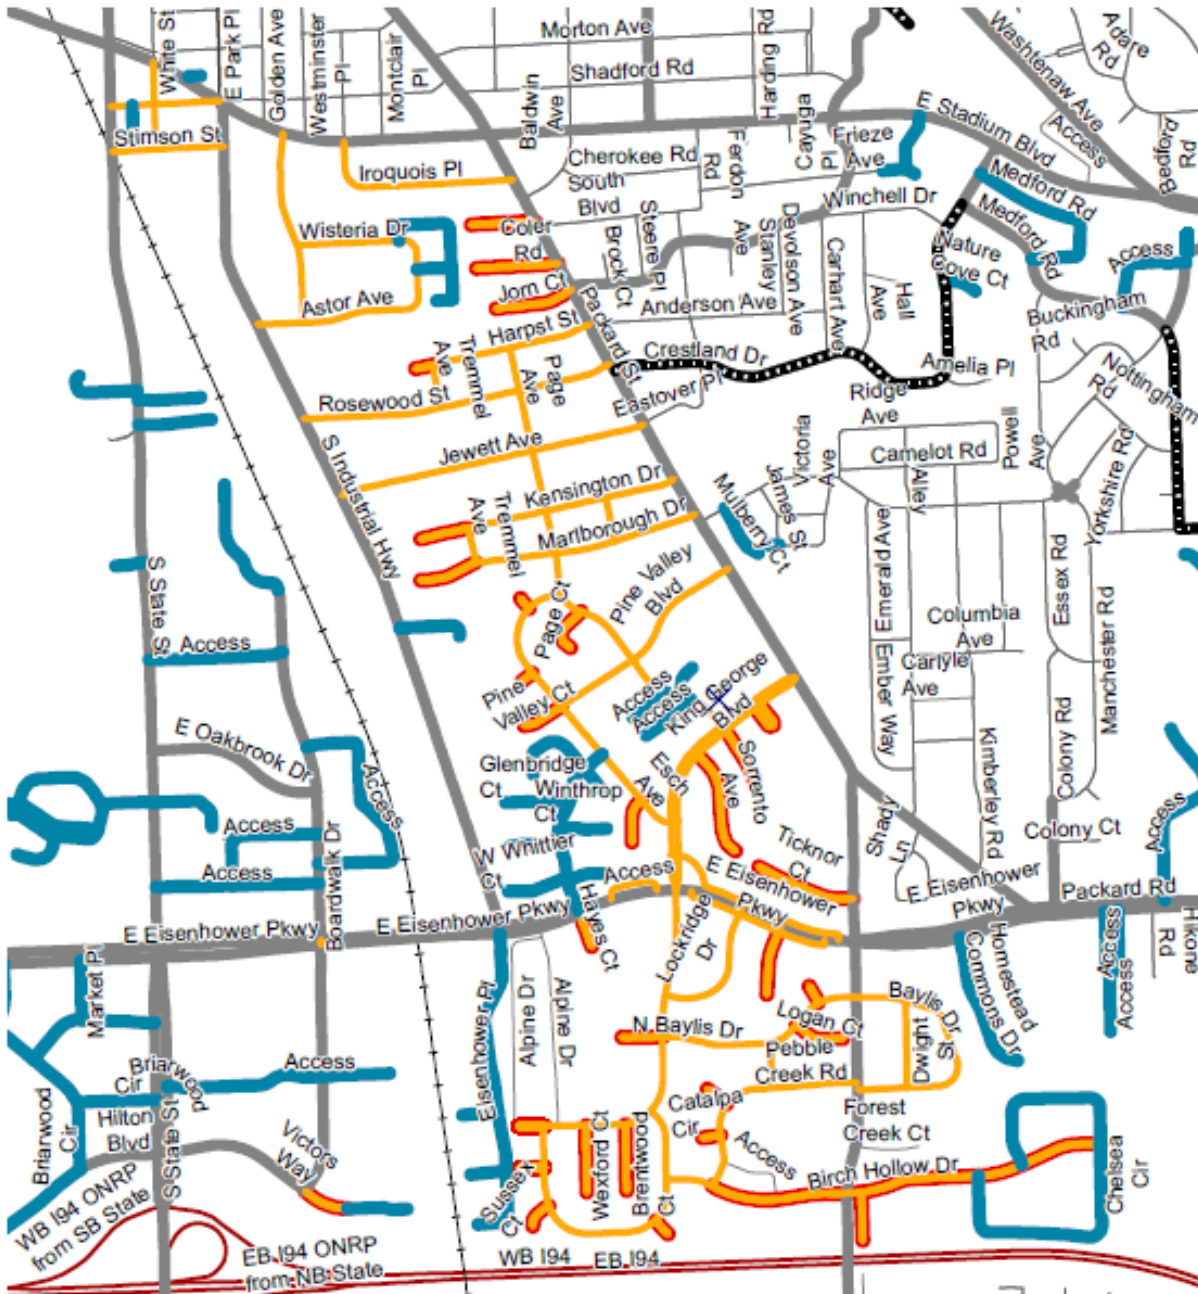 White St
E Park Pl
Golden Ave
Westminster
Pl
Montclair
Pl
Morton Ave
Shadford Rd
Harding Rd
Washtenaw Ave
Adare
Rd
Baldwin
Ave
Stimson St
Iroquois Pl
Cherokee Rd
South
Blvd
Ferdon
Rd
Cayuga
Pl
Frieze
Ave
E Stadium Blvd
Access
Bedford
Rd
Winchell Dr
Medford Rd
Medford Rd
Wisteria Dr
Coler
Rd
Brock Ct
Steere Pl
Ave
Stanley
Devolson Ave
Carhart Ave
Hall
Ave
Nature
Cove Ct
Access
Astor Ave
Jorn Ct
Packard St
Anderson Ave
Buckingham
Rd
Harpst St
Tremmel
Ave
Page
Ave
Crestland Dr
Amelia Pl
Nottingham
Rd
Rosewood St
Eastover Pl
Ridge
Ave
Powell
Ave
S Industrial Hwy
Jewett Ave
Victoria
Ave
Camelot Rd
Alley
Yorkshire Rd
Kensington Dr
Tremmel
Ave
Marlborough Dr
Mulberry Ct
James St
Emerald Ave
Essex Rd
Manchester Rd
S State St
Page Ct
Pine Valley
Blvd
Columbia
Ave
Access
Carlyle
Ave
Ember Way
Pine
Valley Ct
Access
Access
King George
Blvd
E Oakbrook Dr
Access
Glenbridge
Ct
Winthrop
Ct
Esch
Ave
Sorrento
Ave
Kimberley Rd
Colony Rd
Access
Access
Boardwalk Dr
W Whittier
Ct
Access
Ticknor
Ct
Shady
Ln
Colony Ct
Access
E Eisenhower
Pkwy
E Eisenhower
Pkwy
Packard Rd
E Eisenhower Pkwy
E Eisenhower Pkwy
Hayes Ct
Lockridge
Dr
Homestead
Commons Dr
Access
Access
Hikone
Rd
Market Pl
Eisenhower Pl
Alpine Dr
Alpine Dr
N Baylis Dr
Logan Ct
Baylis Dr
Dwight
St
Pebble
Creek Rd
Briarwood
Cir
Access
Hilton
Blvd
Briarwood
Cir
S State St
Victors
Way
Catalpa
Cir
Access
Forest
Creek Ct
Wexford Ct
Brentwood
Ct
Sussex
Ct
Birch Hollow Dr
Chelsea
Cir
WB I94 ONRP
from SB State
EB I94 ONRP
from NB State
WB I94
EB I94